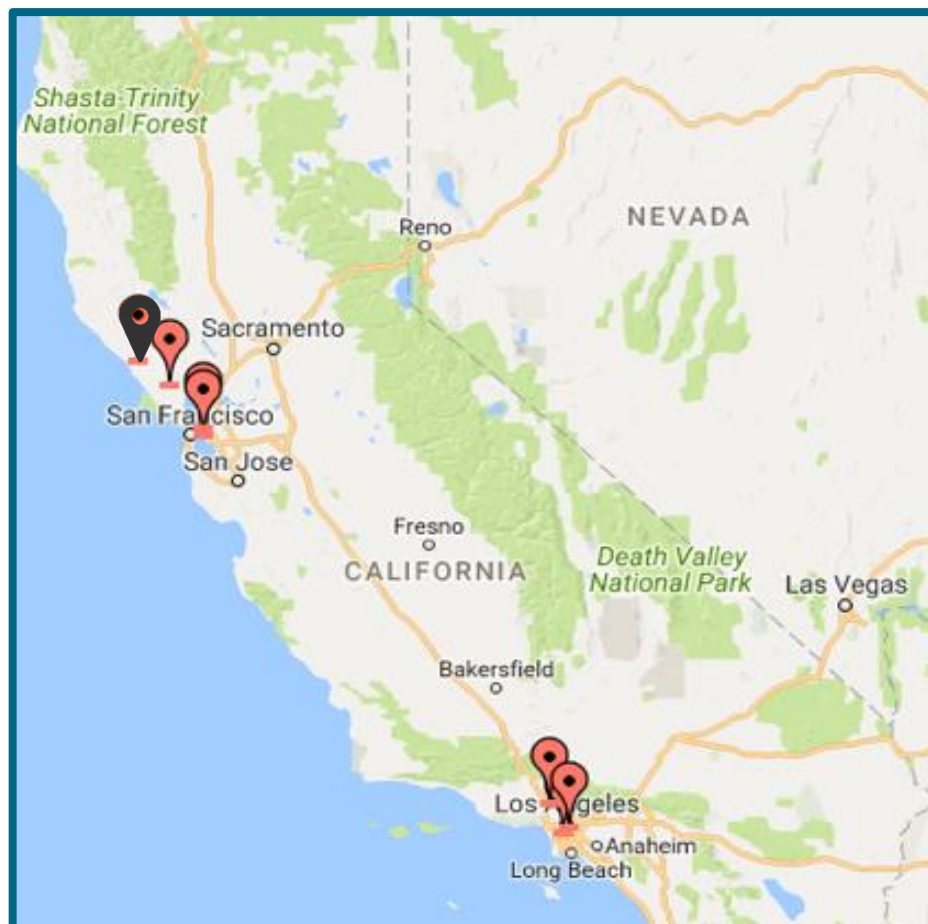 Shasta-Trinity
National Forest
NEVADA
Reno
Sacramento
San Francisco
San Jose
Fresno
CALIFORNIA
Death Valley
National Park
Las Vegas
Bakersfield
Los Angeles
Anaheim
Long Beach